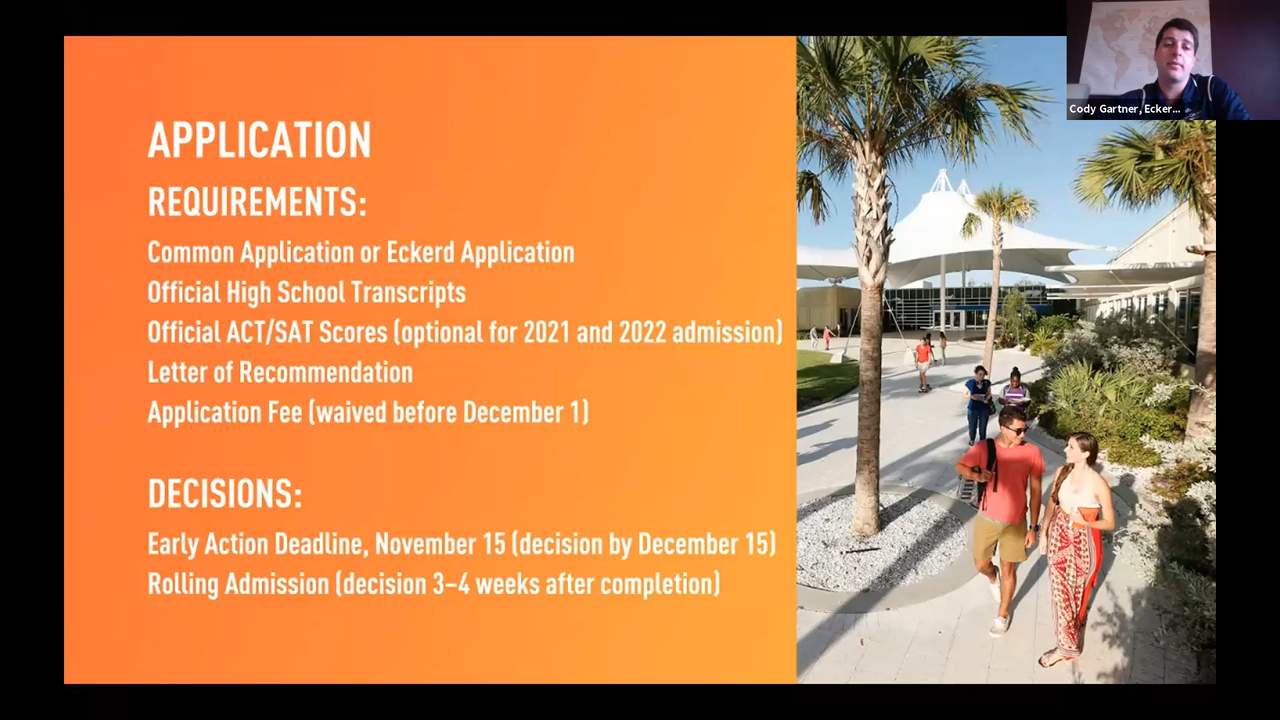 APPLICATION
REQUIREMENTS:
Common Application or Eckerd Application
Official High School Transcripts
Official ACT/SAT Scores (optional for 2021 and 2022 admission)
Letter of Recommendation
Application Fee (waived before December 1)
DECISIONS:
Early Action Deadline, November 15 (decision by December 15)
Rolling Admission (decision 3–4 weeks after completion)
Cody Gartner, Ecker...